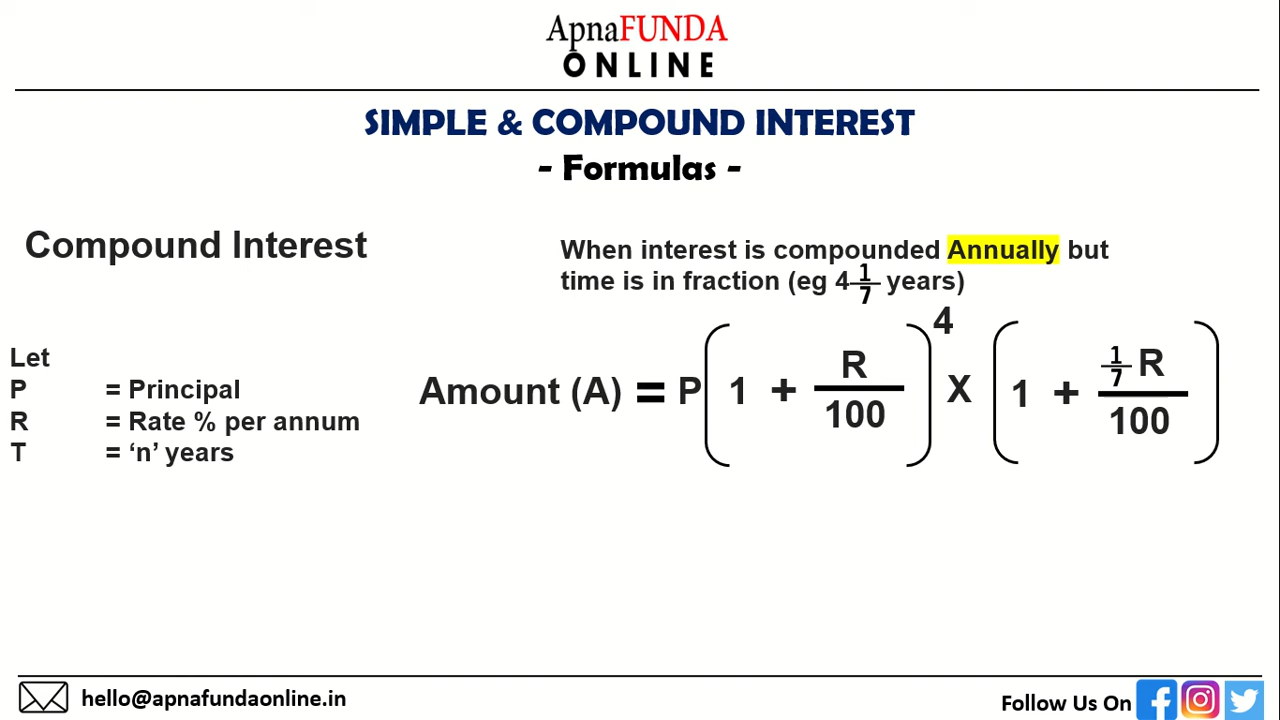 ApnaFUNDA
ONLINE
SIMPLE & COMPOUND INTEREST
- Formulas -
Compound Interest
When interest is compounded Annually but
time is in fraction (eg 4 1/7 years)
Let
P = Principal
R = Rate % per annum
T = ‘n’ years
Amount (A) = P(1 + R/100)^4 X (1 + 1/7 R/100)
hello@apnafundaonline.in
Follow Us On